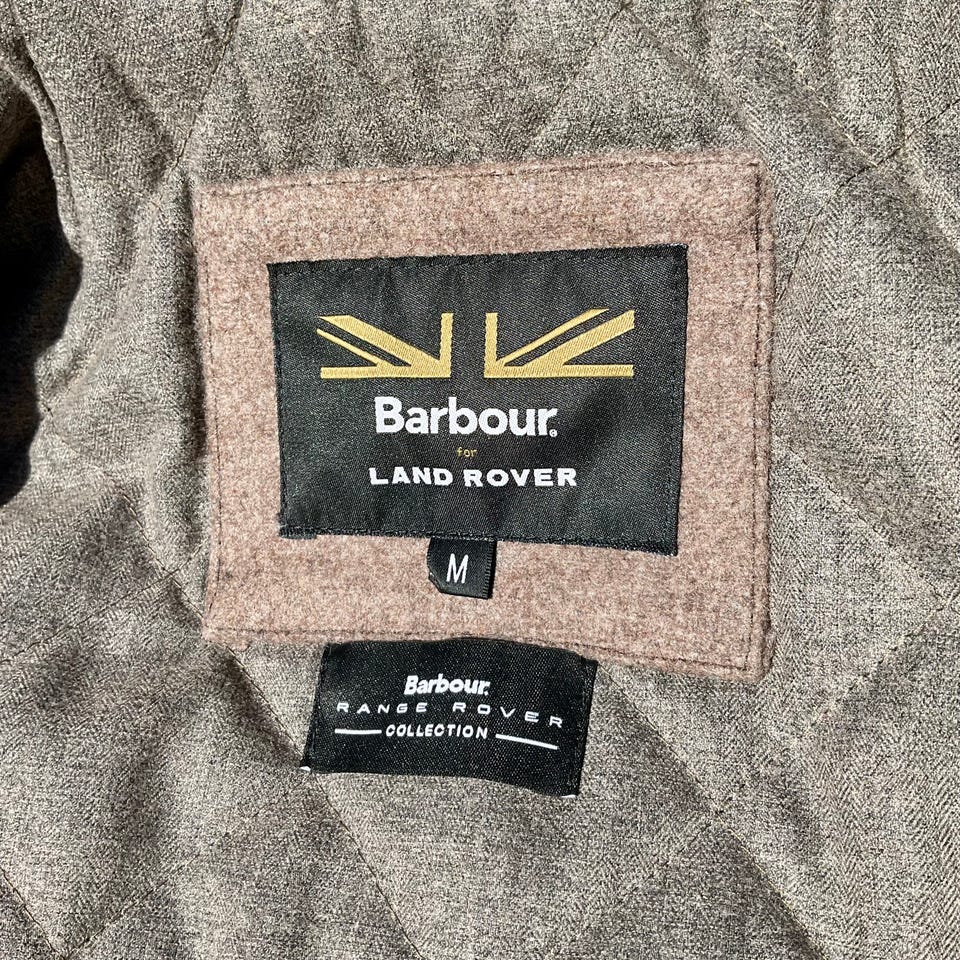 Barbour.
for
LAND ROVER
M
Barbour.
RANGE ROVER
COLLECTION